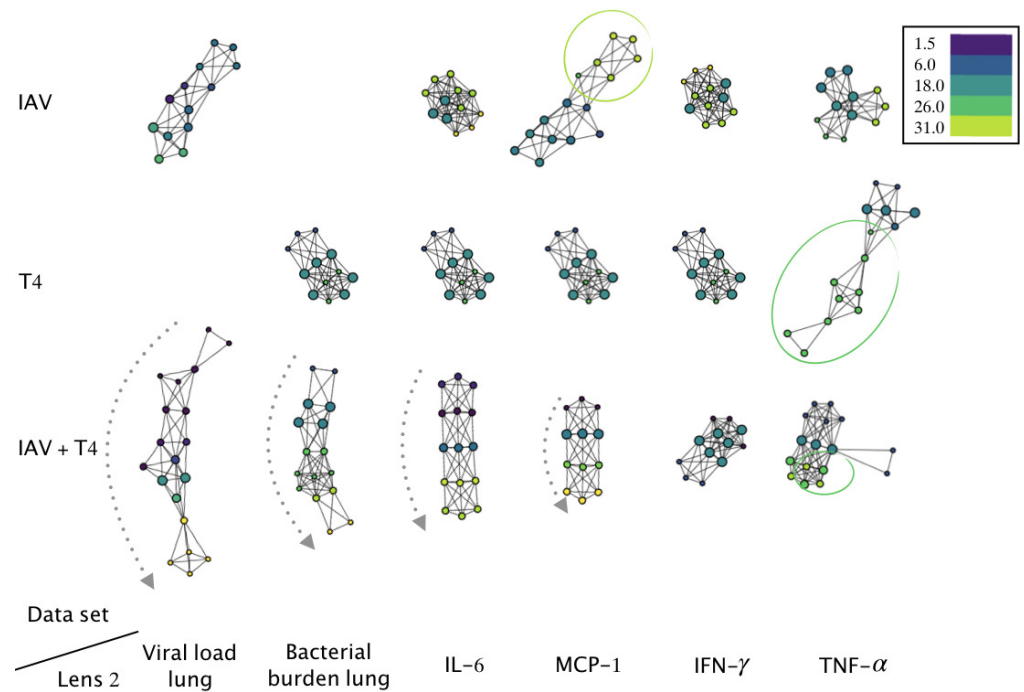 IAV
1.5
6.0
18.0
26.0
31.0
T4
IAV + T4
Data set
Lens 2
Viral load
lung
Bacterial
burden lung
IL-6
MCP-1
IFN-γ
TNF-α